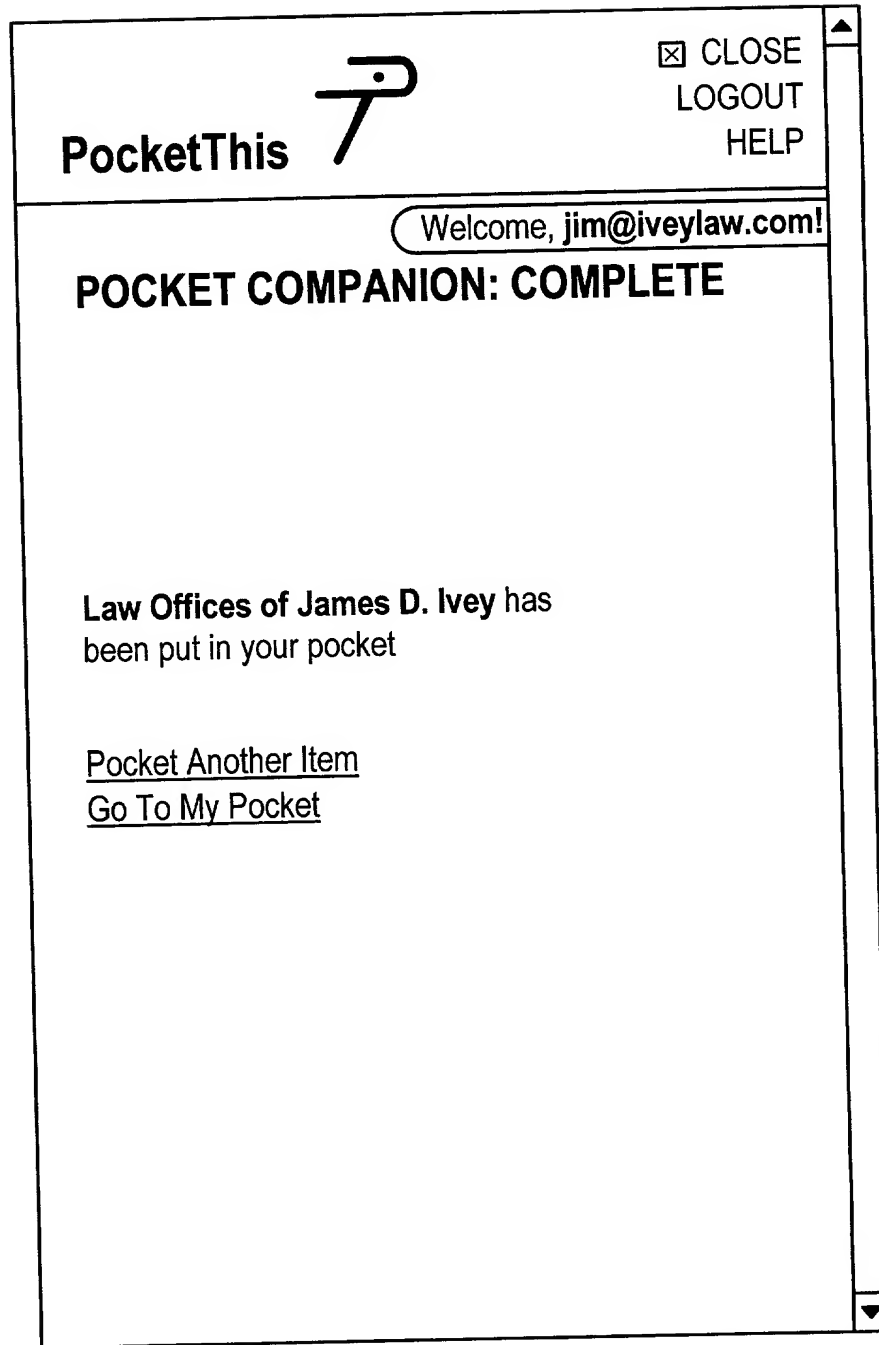 ☒ CLOSE
LOGOUT
HELP
PocketThis
Welcome, jim@iveylaw.com!
POCKET COMPANION: COMPLETE
Law Offices of James D. Ivey has
been put in your pocket
Pocket Another Item
Go To My Pocket